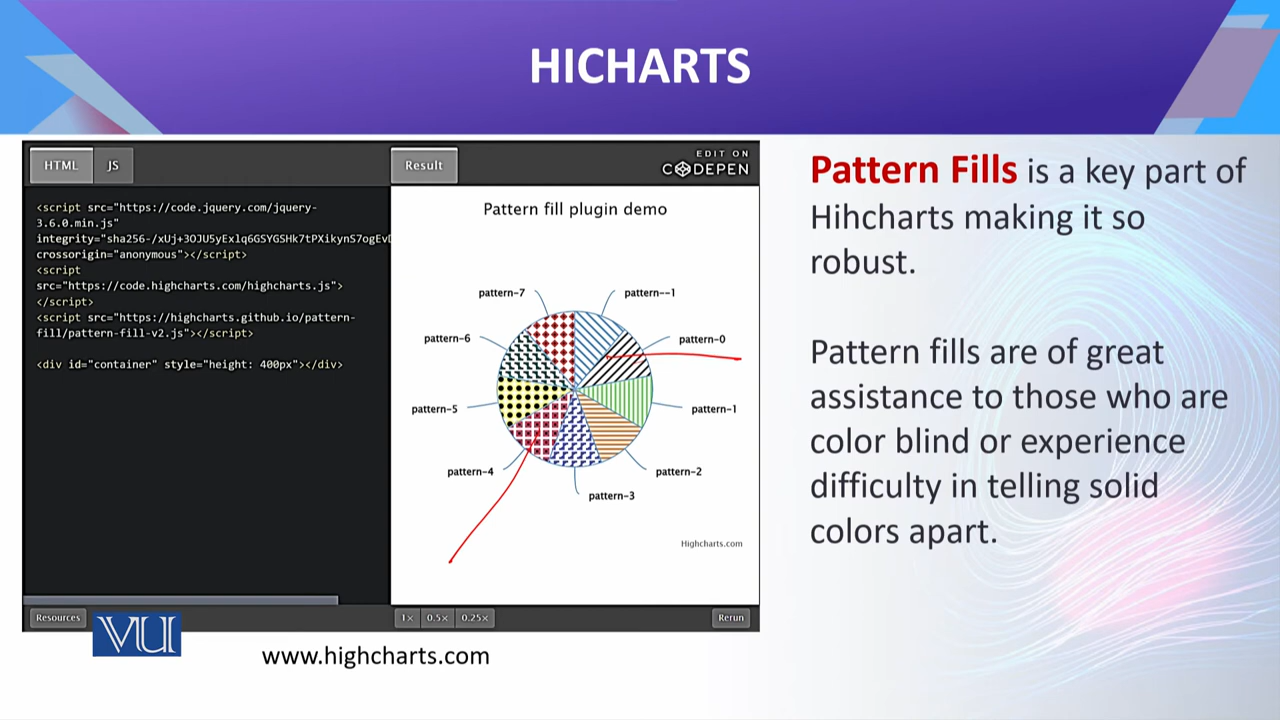 HICHARTS
HTML
JS
Result
EDIT ON
CODEPEN
<script src="https://code.jquery.com/jquery-
3.6.0.min.js"
integrity="sha256-/xUj+3OJU5yExlq6GSYGSHk7tPXikynS7ogEvD
crossorigin="anonymous"></script>
<script
src="https://code.highcharts.com/highcharts.js">
</script>
<script src="https://highcharts.github.io/pattern-
fill/pattern-fill-v2.js"></script>
<div id="container" style="height: 400px"></div>
Pattern fill plugin demo
pattern-7
pattern--1
pattern-6
pattern-0
pattern-5
pattern-1
pattern-4
pattern-2
pattern-3
Highcharts.com
Resources
1×
0.5×
0.25×
Rerun
VU
www.highcharts.com
Pattern Fills is a key part of
Hihcharts making it so
robust.
Pattern fills are of great
assistance to those who are
color blind or experience
difficulty in telling solid
colors apart.